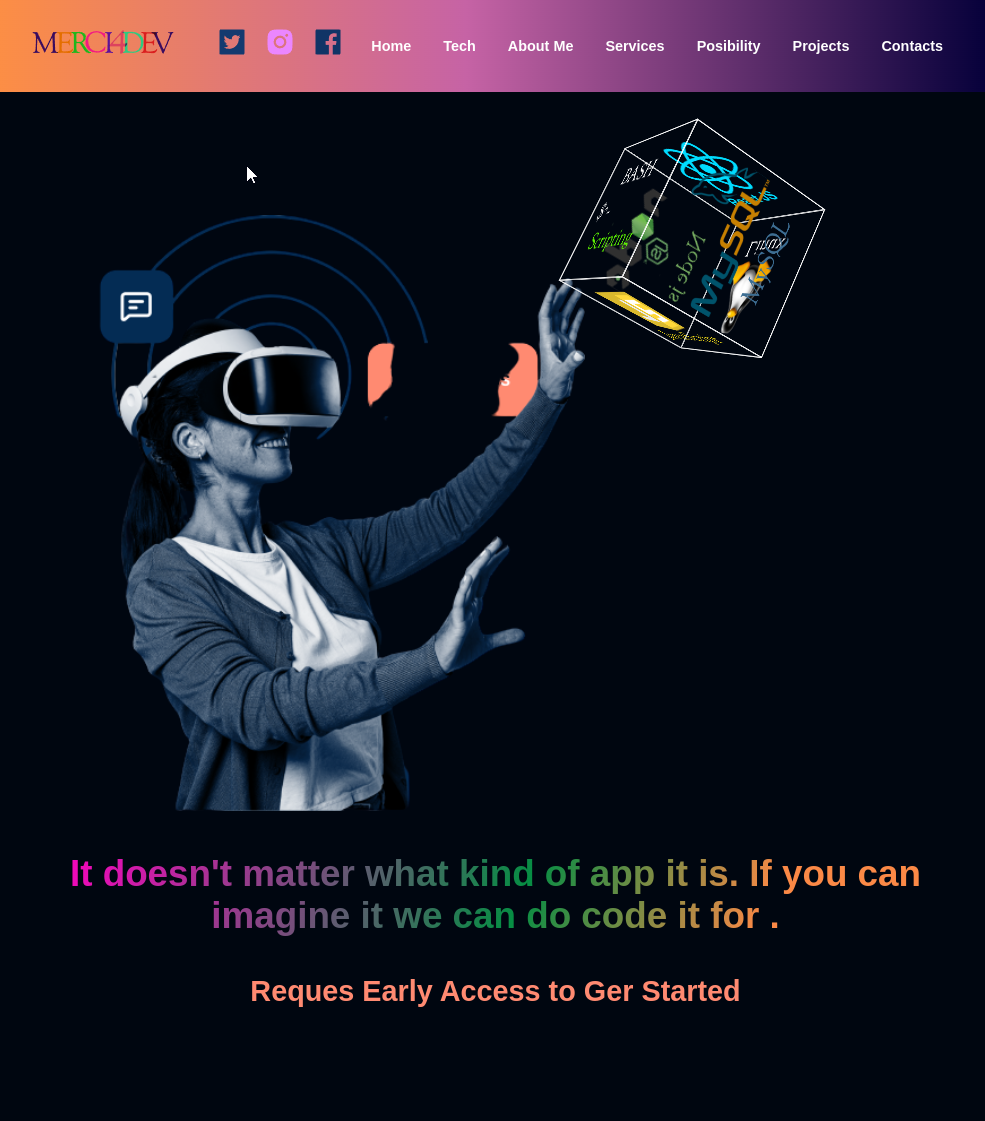 MERCI4DEV
Home Tech About Me Services Posibility Projects Contacts
BASH
Scripting
Node js
MySQL
MySQL
Linux
It doesn't matter what kind of app it is. If you can
imagine it we can do code it for .
Reques Early Access to Ger Started